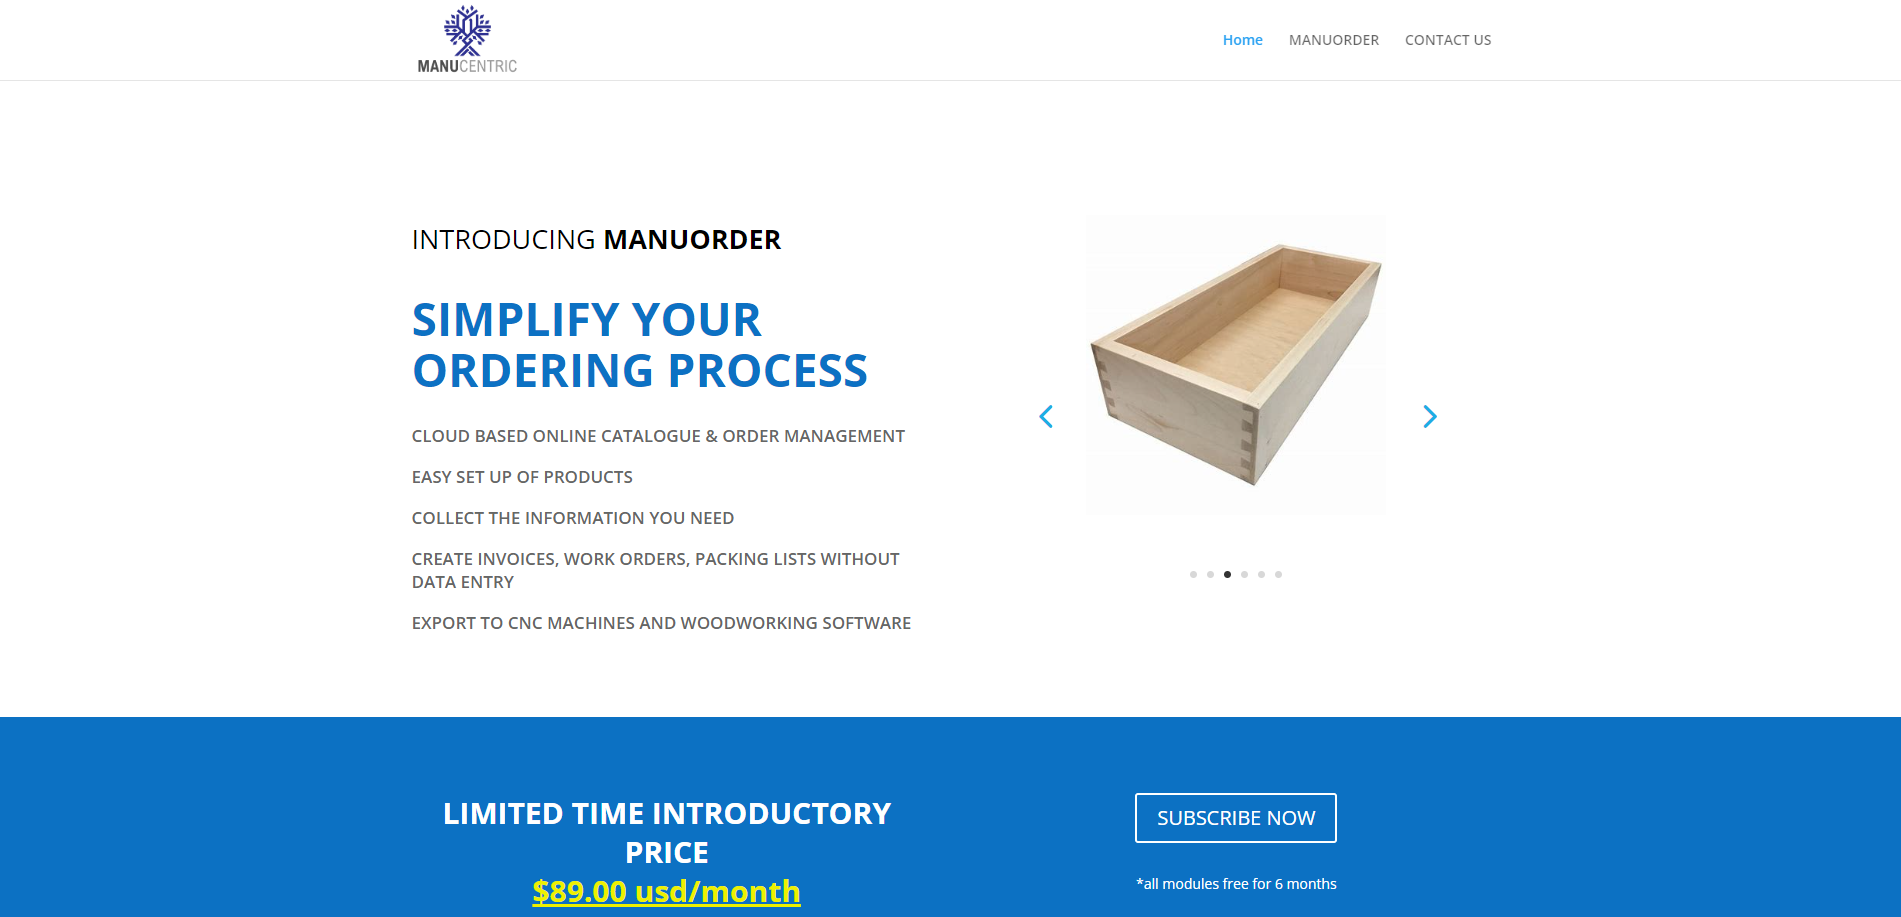 MANUCENTRIC
Home
MANUORDER
CONTACT US
INTRODUCING MANUORDER
SIMPLIFY YOUR
ORDERING PROCESS
CLOUD BASED ONLINE CATALOGUE & ORDER MANAGEMENT
EASY SET UP OF PRODUCTS
COLLECT THE INFORMATION YOU NEED
CREATE INVOICES, WORK ORDERS, PACKING LISTS WITHOUT
DATA ENTRY
EXPORT TO CNC MACHINES AND WOODWORKING SOFTWARE
LIMITED TIME INTRODUCTORY
PRICE
$89.00 usd/month
SUBSCRIBE NOW
*all modules free for 6 months